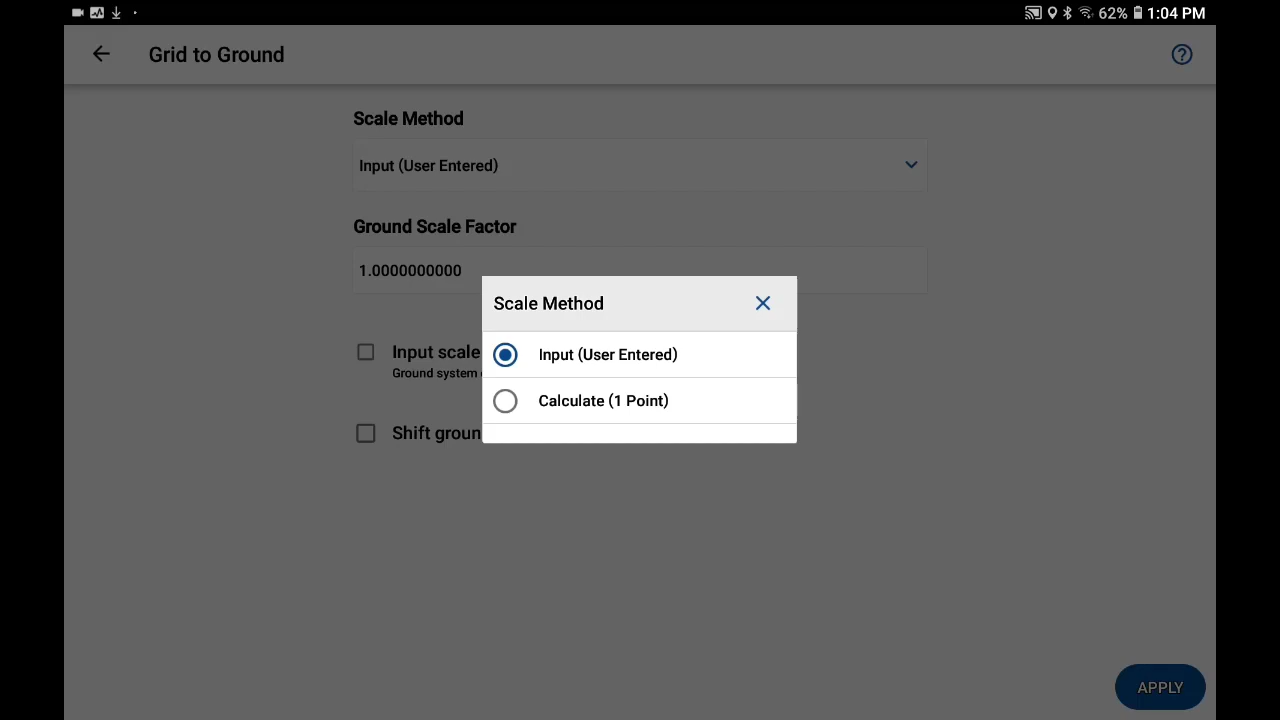 62% 1:04 PM
Grid to Ground
Scale Method
Input (User Entered)
Ground Scale Factor
1.0000000000
Scale Method
Input (User Entered)
Calculate (1 Point)
Input scale
Ground system
Shift groun
APPLY